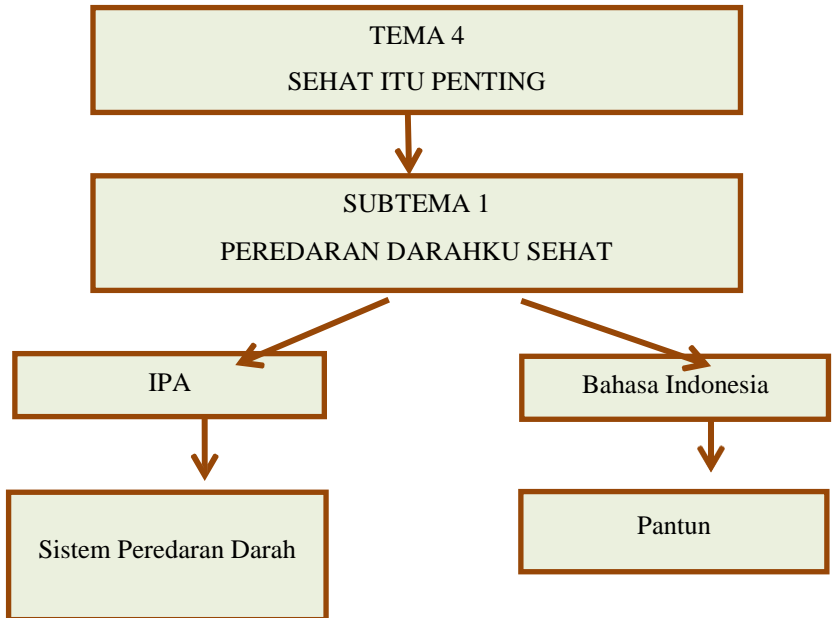 TEMA 4
SEHAT ITU PENTING
SUBTEMA 1
PEREDARAN DARAHKU SEHAT
IPA
Bahasa Indonesia
Sistem Peredaran Darah
Pantun